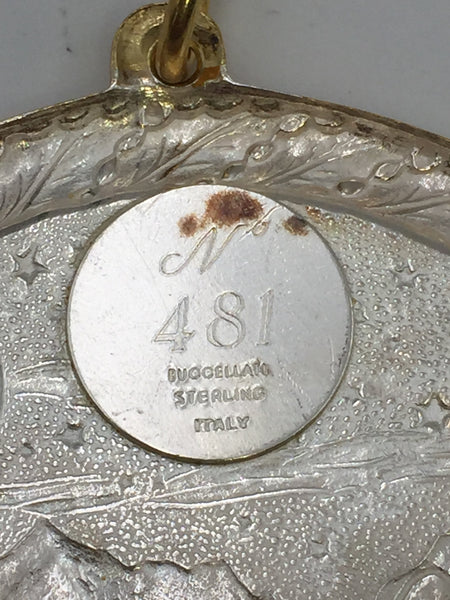 No
481
BUCCELLATI
STERLING
ITALY